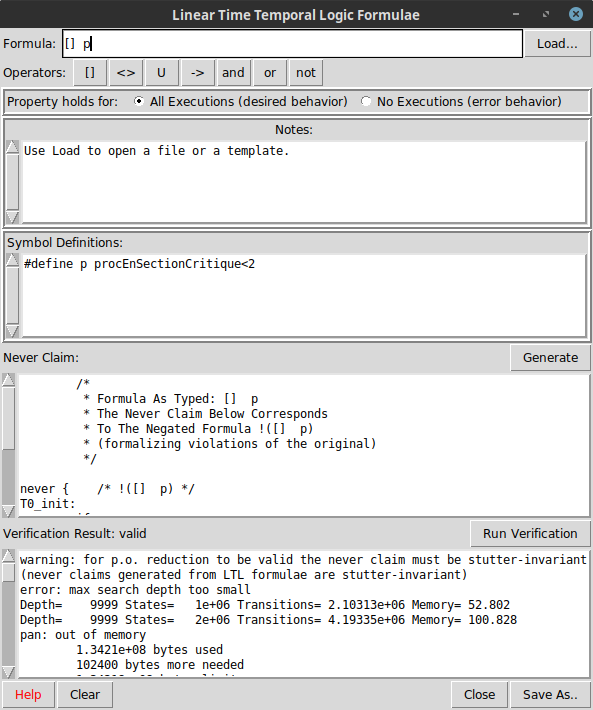 Linear Time Temporal Logic Formulae
Formula: [] p Load...
Operators: [] <> U -> and or not
Property holds for: All Executions (desired behavior) No Executions (error behavior)
Notes:
Use Load to open a file or a template.
Symbol Definitions:
#define p procEnSectionCritique<2
Never Claim: Generate
/*
* Formula As Typed: []  p
* The Never Claim Below Corresponds
* To The Negated Formula !([]  p)
* (formalizing violations of the original)
*/
never {    /* !([]  p) */
T0_init:
Verification Result: valid Run Verification
warning: for p.o. reduction to be valid the never claim must be stutter-invariant
(never claims generated from LTL formulae are stutter-invariant)
error: max search depth too small
Depth=    9999 States=   1e+06 Transitions= 2.10313e+06 Memory= 52.802
Depth=    9999 States=   2e+06 Transitions= 4.19335e+06 Memory= 100.828
pan: out of memory
1.3421e+08 bytes used
102400 bytes more needed
Help Clear Close Save As..